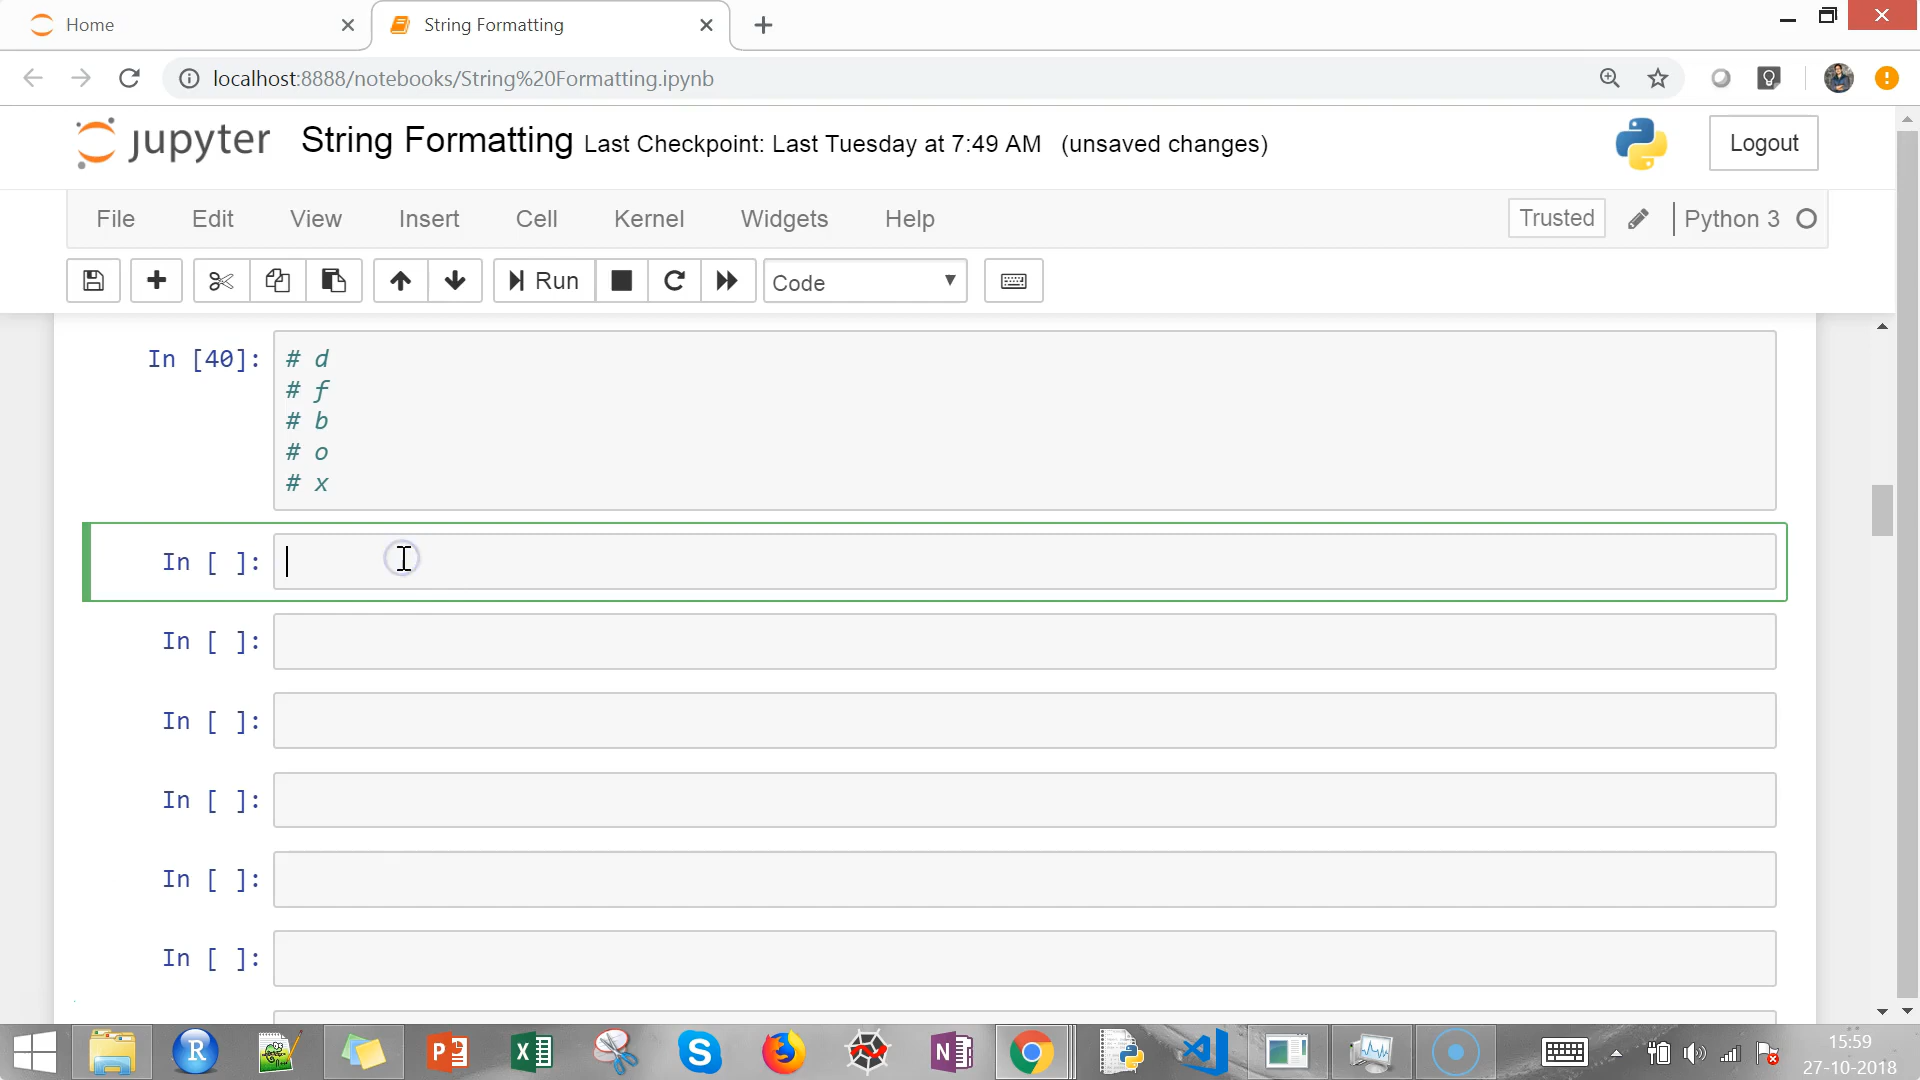 Home
String Formatting
localhost:8888/notebooks/String%20Formatting.ipynb
jupyter String Formatting Last Checkpoint: Last Tuesday at 7:49 AM (unsaved changes)
Logout
File Edit View Insert Cell Kernel Widgets Help
Trusted Python 3
Run Code
In [40]: # d
# f
# b
# o
# x
In [ ]:
In [ ]:
In [ ]:
In [ ]:
In [ ]:
In [ ]:
15:59
27-10-2018